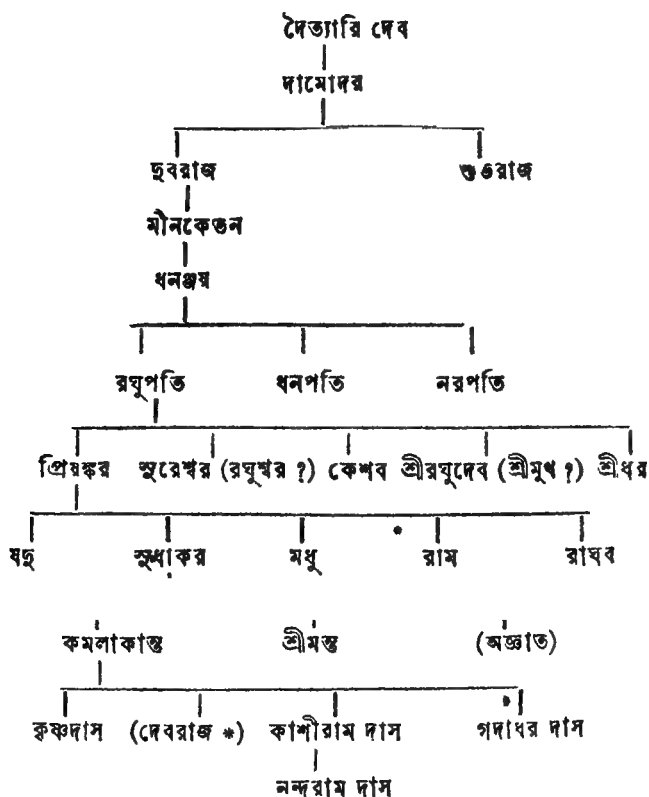 দৈত্যারি দেব
দামোদর
দুবরাজ শুভরাজ
মীনকেতন
ধনঞ্জয়
রঘুপতি ধনপতি নরপতি
প্রিয়ঙ্কর সুরেশ্বর (রঘুশ্বর ?) কেশব শ্রীরঘুদেব (শ্রীমুখ ?) শ্রীধর
যদু সুধাকর মধু রাম রাঘব
কমলাকান্ত শ্রীমন্ত (অজ্ঞাত)
কৃষ্ণদাস (দেবরাজ *) কাশীরাম দাস গদাধর দাস
নন্দরাম দাস